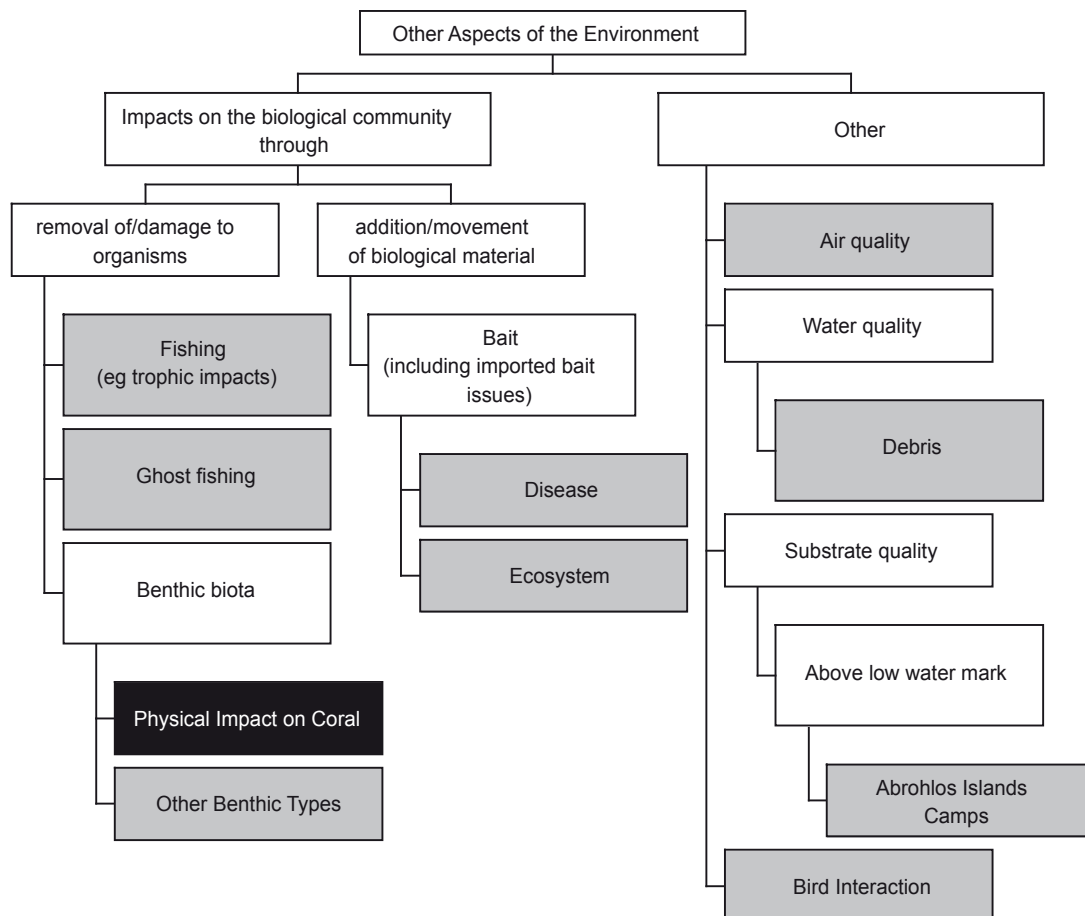 Other Aspects of the Environment
Impacts on the biological community
through
Other
removal of/damage to
organisms
addition/movement
of biological material
Air quality
Fishing
(eg trophic impacts)
Bait
(including imported bait
issues)
Water quality
Ghost fishing
Disease
Debris
Benthic biota
Ecosystem
Substrate quality
Above low water mark
Physical Impact on Coral
Other Benthic Types
Abrohlos Islands
Camps
Bird Interaction